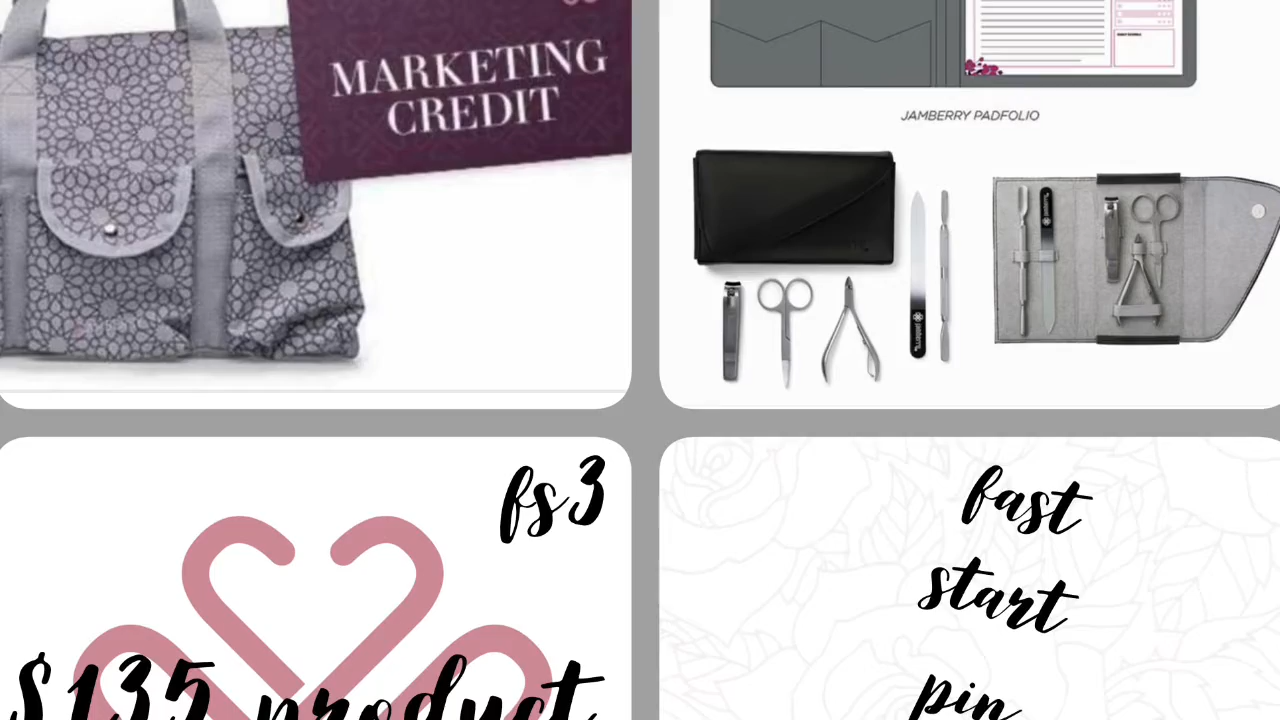 MARKETING
CREDIT
JAMBERRY PADFOLIO
fs3
$135 product
fast
start
pin